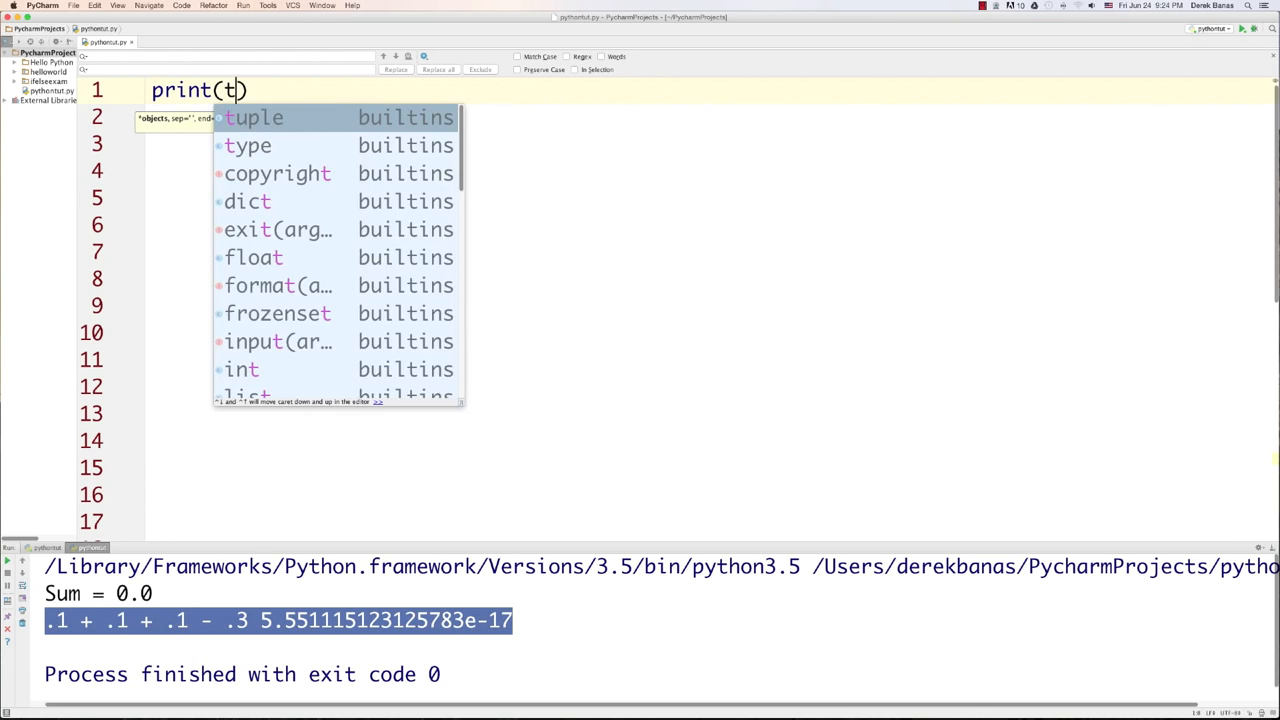 PyCharm File Edit View Navigate Code Refactor Run Tools VCS Window Help 10 Fri Jun 24 9:24 PM Derek Banas
pythontut.py - PycharmProjects - [~/PycharmProjects]
PycharmProjects pythontut.py pythontut
pythontut.py
Match Case Regex Words
Replace Replace all Exclude Preserve Case In Selection
PycharmProject
Hello Python
helloworld
ifelseexam
pythontut.py
External Librarie
1 print(t)
2
3
4
5
6
7
8
9
10
11
12
13
14
15
16
17
*objects, sep='', end=
tuple builtins
type builtins
copyright builtins
dict builtins
exit(arg… builtins
float builtins
format(a… builtins
frozenset builtins
input(ar… builtins
int builtins
list builtins
^↓ and ^↑ will move caret down and up in the editor >>
Run: pythontut pythontut
/Library/Frameworks/Python.framework/Versions/3.5/bin/python3.5 /Users/derekbanas/PycharmProjects/pytho
Sum = 0.0
.1 + .1 + .1 - .3 5.551115123125783e-17
Process finished with exit code 0
1:8 LF÷ UTF-8÷